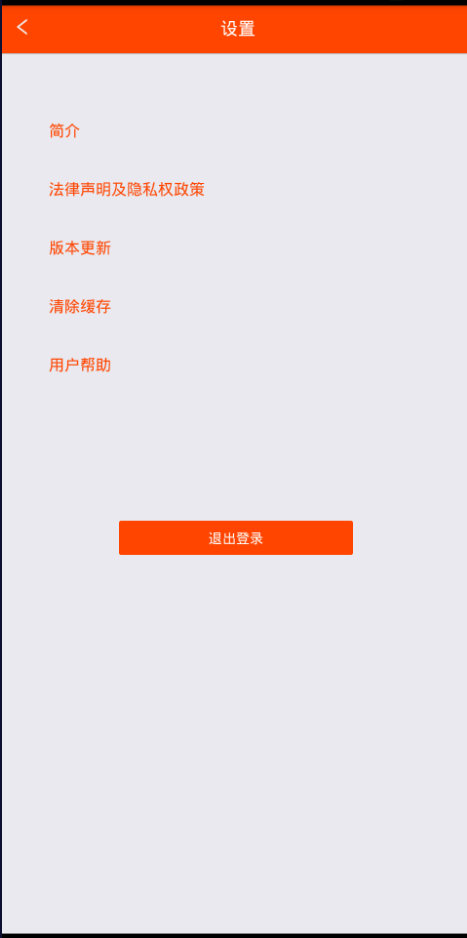 设置
简介
法律声明及隐私权政策
版本更新
清除缓存
用户帮助
退出登录